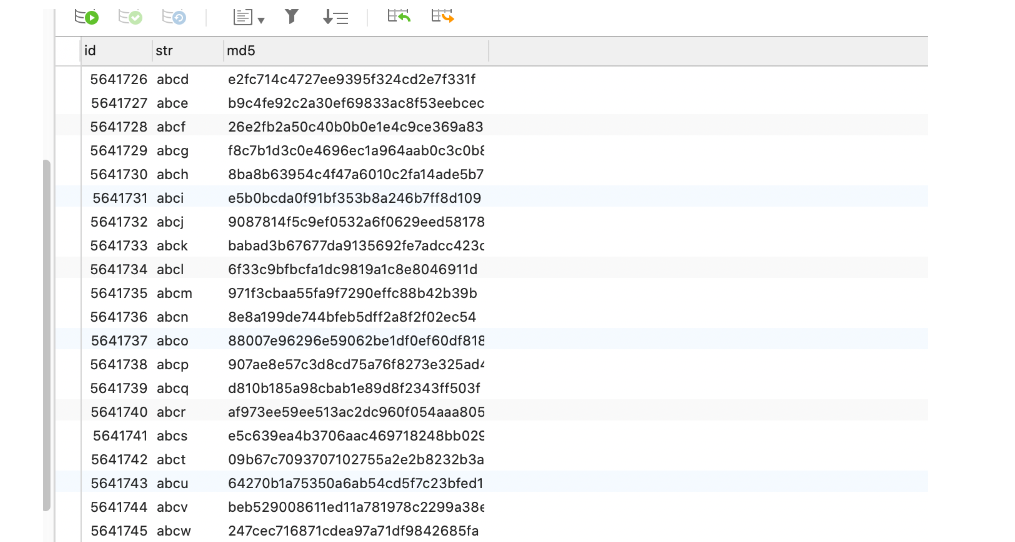 id str md5
5641726 abcd e2fc714c4727ee9395f324cd2e7f331f
5641727 abce b9c4fe92c2a30ef69833ac8f53eebcec
5641728 abcf 26e2fb2a50c40b0b0e1e4c9ce369a83
5641729 abcg f8c7b1d3c0e4696ec1a964aab0c3c0b8
5641730 abch 8ba8b63954c4f47a6010c2fa14ade5b7
5641731 abci e5b0bcda0f91bf353b8a246b7ff8d109
5641732 abcj 9087814f5c9ef0532a6f0629eed58178
5641733 abck babad3b67677da9135692fe7adcc423c
5641734 abcl 6f33c9bfbcfa1dc9819a1c8e8046911d
5641735 abcm 971f3cbaa55fa9f7290effc88b42b39b
5641736 abcn 8e8a199de744bfeb5dff2a8f2f02ec54
5641737 abco 88007e96296e59062be1df0ef60df818
5641738 abcp 907ae8e57c3d8cd75a76f8273e325ad4
5641739 abcq d810b185a98cbab1e89d8f2343ff503f
5641740 abcr af973ee59ee513ac2dc960f054aaa805
5641741 abcs e5c639ea4b3706aac469718248bb029
5641742 abct 09b67c7093707102755a2e2b8232b3a
5641743 abcu 64270b1a75350a6ab54cd5f7c23bfed1
5641744 abcv beb529008611ed11a781978c2299a38e
5641745 abcw 247cec716871cdea97a71df9842685fa